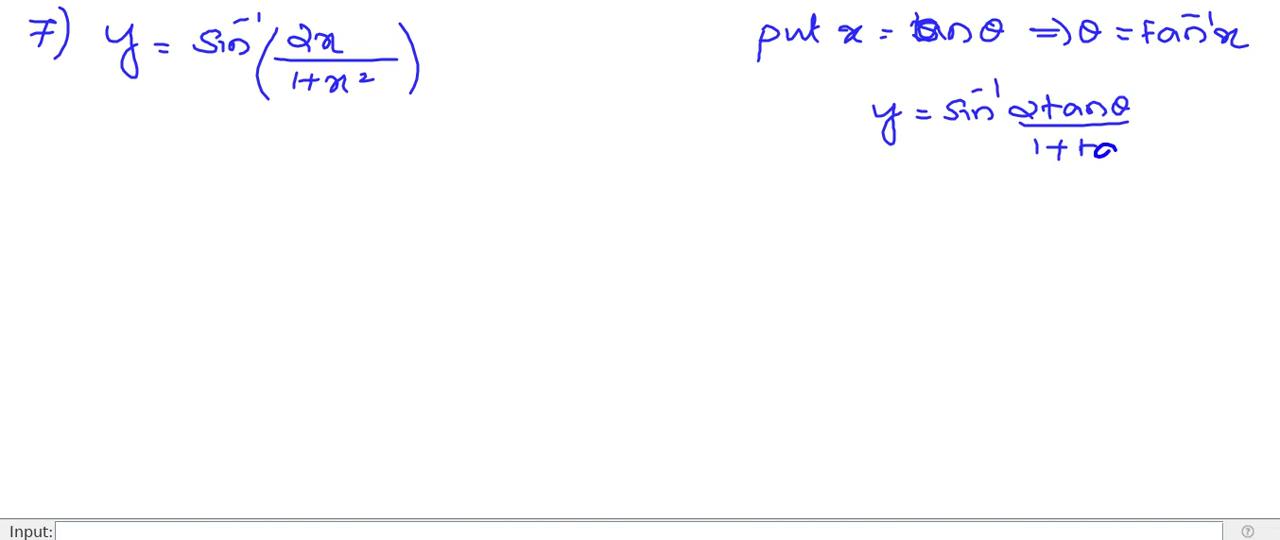 7) y = sin⁻¹(2x/(1+x²))
put x = tanθ ⟹ θ = tan⁻¹x
y = sin⁻¹ 2tanθ/(1+ta
Input: